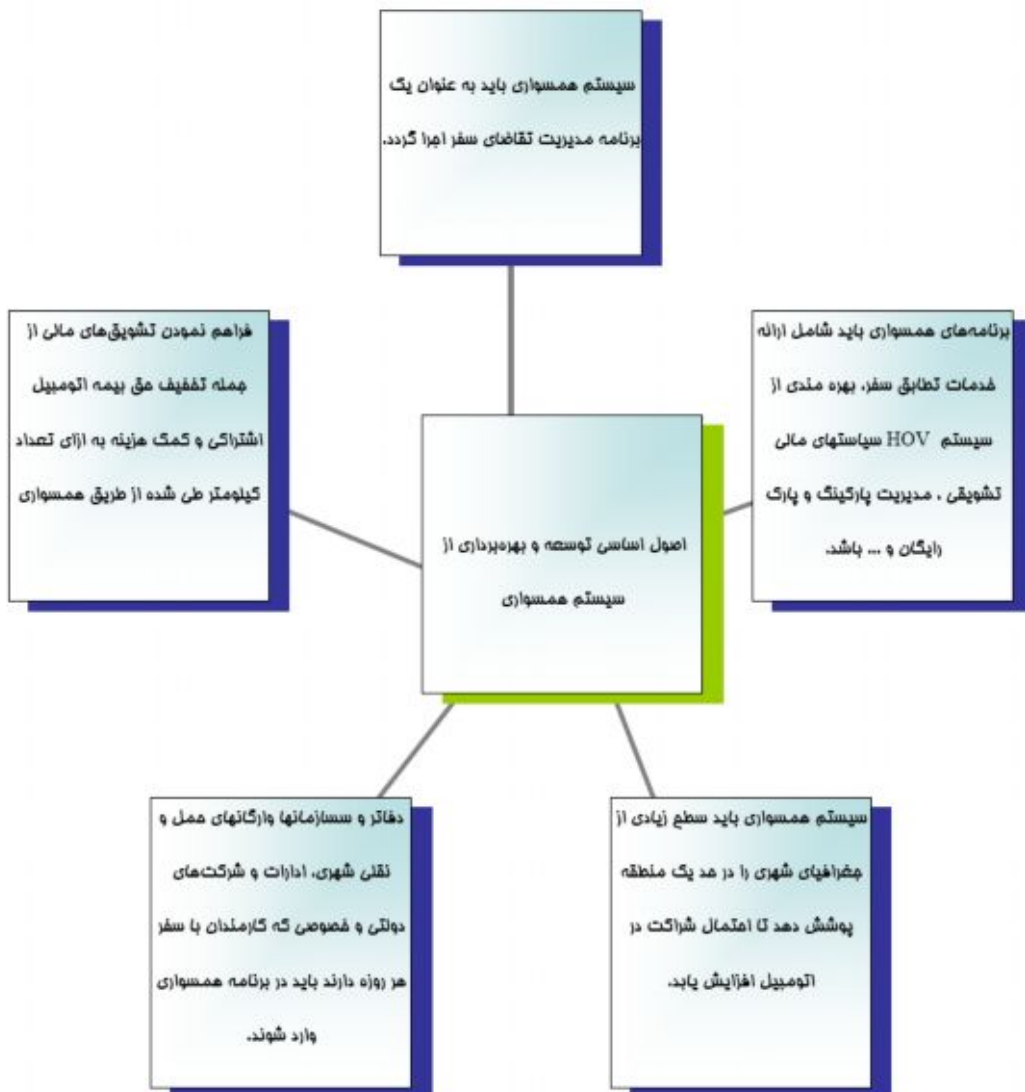 سیستم همسواری باید به عنوان یک
برنامه مدیریت تقاضای سفر اجرا گردد.
برنامه‌های همسواری باید شامل ارائه
خدمات تطابق سفر، بهره مندی از
سیستم HOV سیاستهای مالی
تشویقی ، مدیریت پارکینگ و پارک
رایگان و ... باشد.
فراهم نمودن تشویق‌های مالی از
جمله تخفیف حق بیمه اتومبیل
اشتراکی و کمک هزینه به ازای تعداد
کیلومتر طی شده از طریق همسواری
اصول اساسی توسعه و بهره‌برداری از
سیستم همسواری
سیستم همسواری باید سطح زیادی از
جغرافیای شهری را در حد یک منطقه
پوشش دهد تا احتمال شراکت در
اتومبیل افزایش یابد.
دفاتر و سسازمانها وارگانهای حمل و
نقلی شهری، ادارات و شرکت‌های
دولتی و خصوصی که کارمندان با سفر
هر روزه دارند باید در برنامه همسواری
وارد شوند.